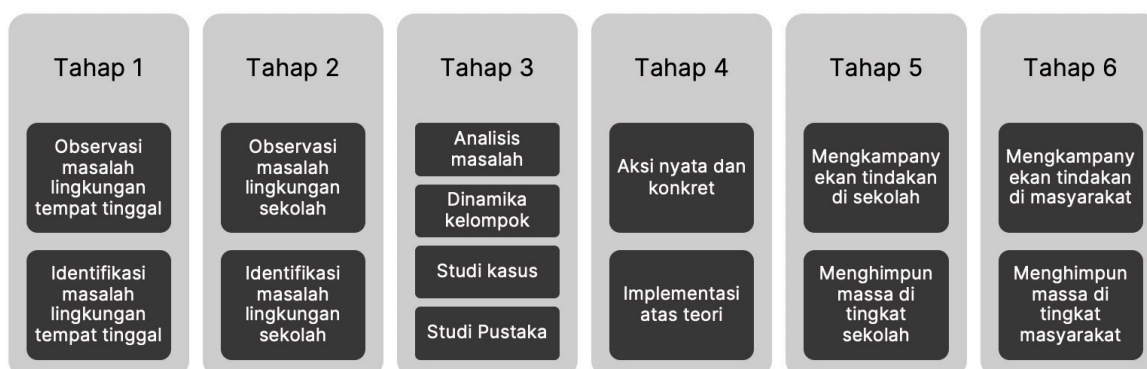 Tahap 1
Observasi
masalah
lingkungan
tempat tinggal
Identifikasi
masalah
lingkungan
tempat tinggal
Tahap 2
Observasi
masalah
lingkungan
sekolah
Identifikasi
masalah
lingkungan
sekolah
Tahap 3
Analisis
masalah
Dinamika
kelompok
Studi kasus
Studi Pustaka
Tahap 4
Aksi nyata dan
konkret
Implementasi
atas teori
Tahap 5
Mengkampany
ekan tindakan
di sekolah
Menghimpun
massa di
tingkat
sekolah
Tahap 6
Mengkampany
ekan tindakan
di masyarakat
Menghimpun
massa di
tingkat
masyarakat